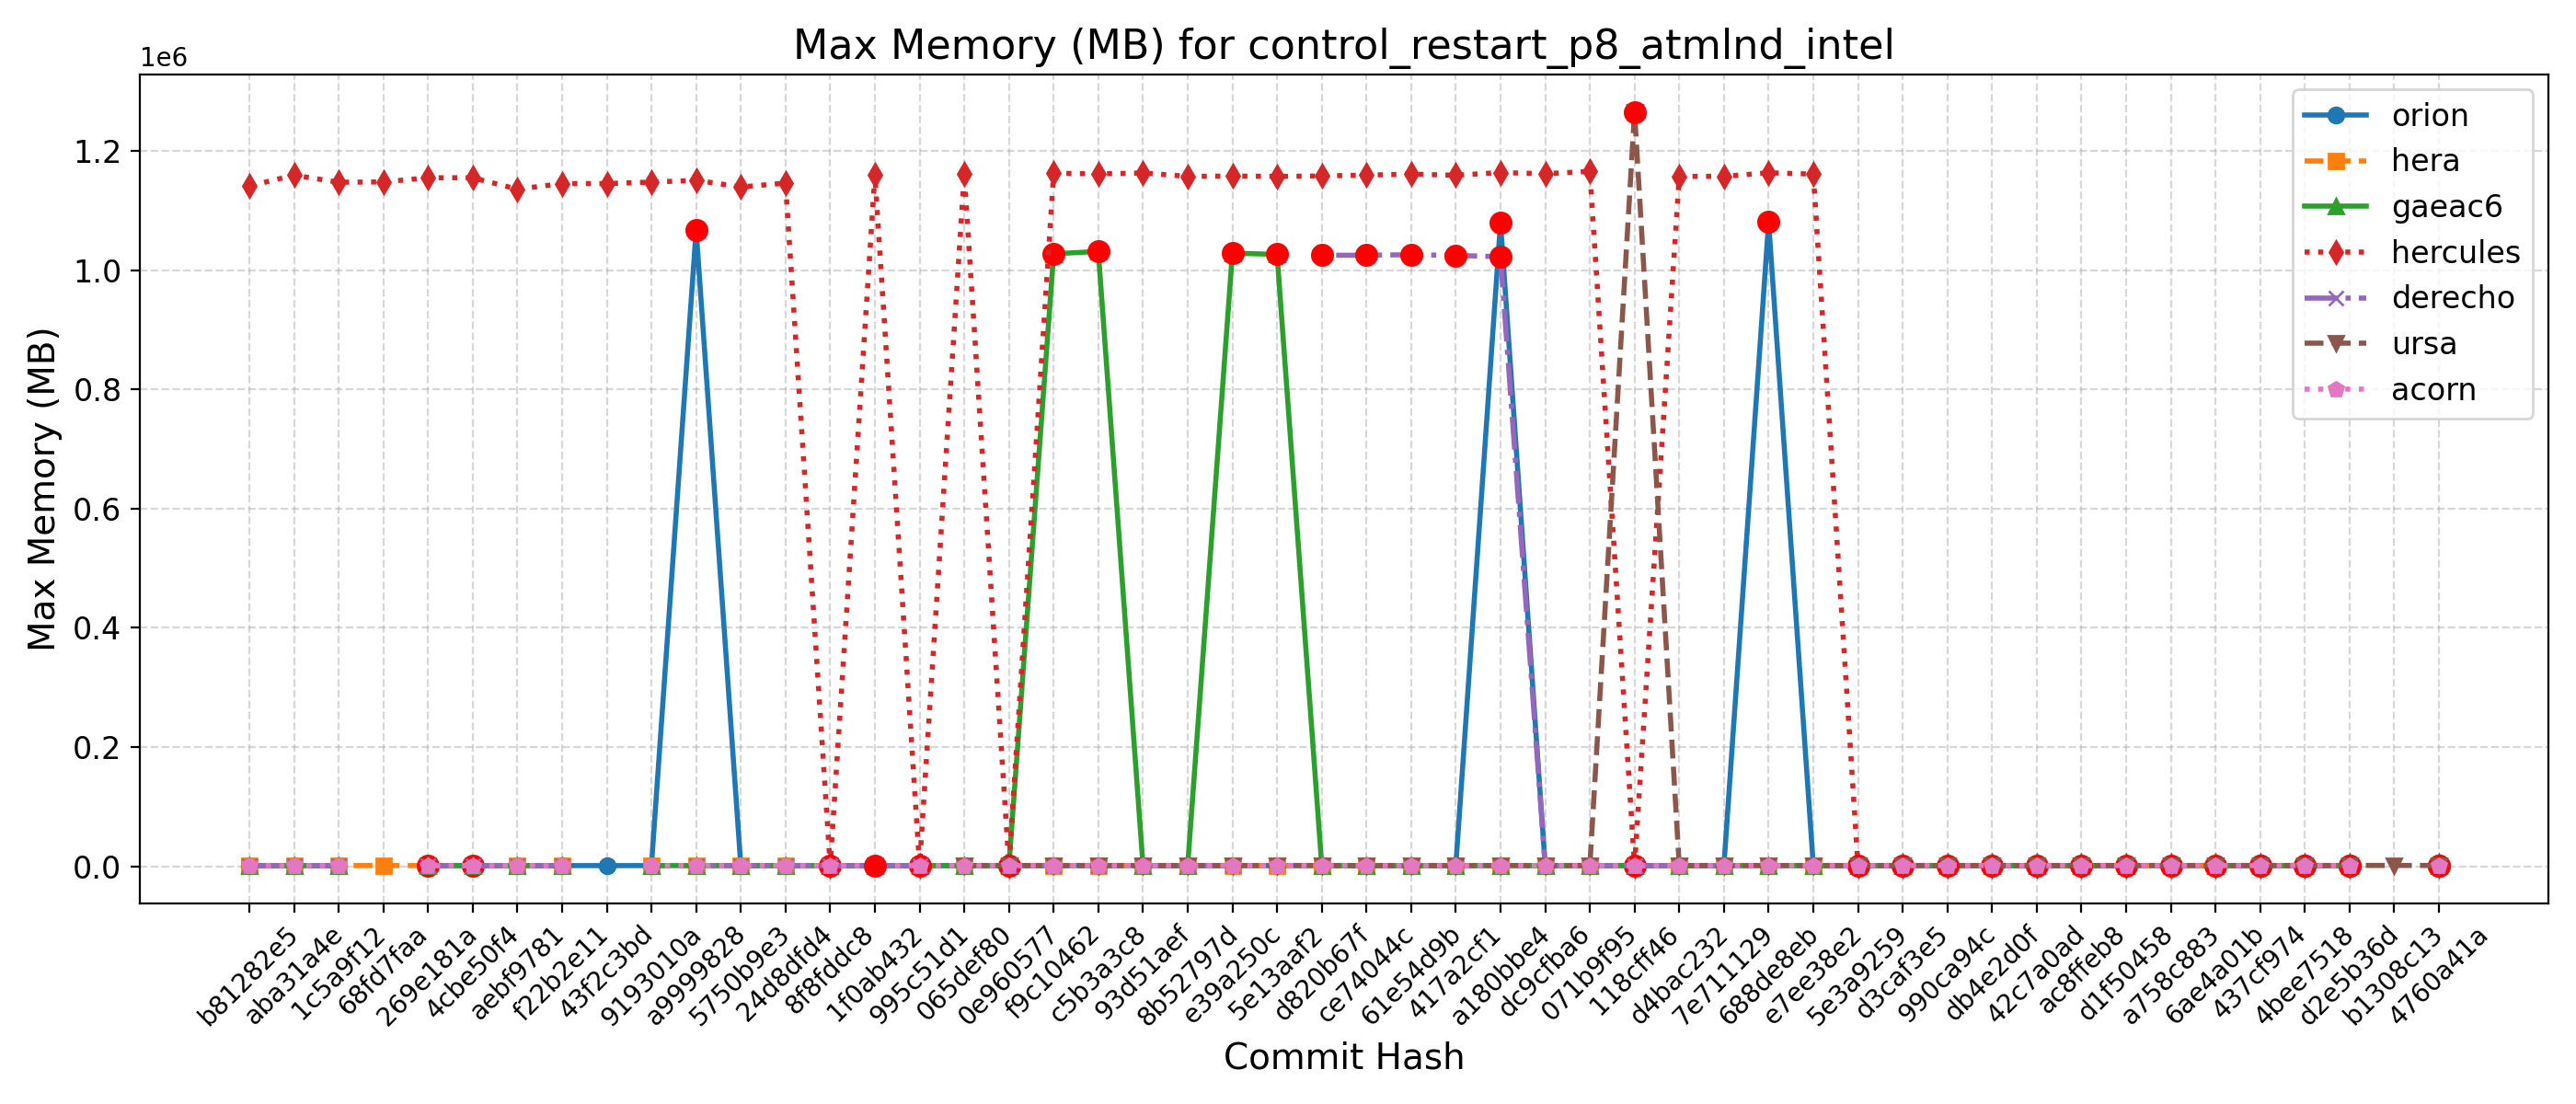 Max Memory (MB) for control_restart_p8_atmlnd_intel
1e6
1.2
1.0
0.8
0.6
0.4
0.2
0.0
Max Memory (MB)
orion
hera
gaeac6
hercules
derecho
ursa
acorn
b81282e5
aba31a4e
1c5a9f12
68fd7faa
269e181a
4cbe50f4
aebf9781
f22b2e11
43f2c3bd
9193010a
a9999828
5750b9e3
24d8dfd4
8f8fddc8
1f0ab432
995c51d1
065def80
0e960577
f9c10462
c5b3a3c8
93d51aef
8b52797d
e39a250c
5e13aaf2
d820b67f
ce74044c
61e54d9b
417a2cf1
a180bbe4
dc9cfba6
071b9f95
118cff46
d4bac232
7e711129
688de8eb
e7ee38e2
5e3a9259
d3caf3e5
990ca94c
db4e2d0f
42c7a0ad
ac8ffeb8
d1f50458
a758c883
6ae4a01b
437cf974
4bee7518
d2e5b36d
b1308c13
4760a41a
Commit Hash